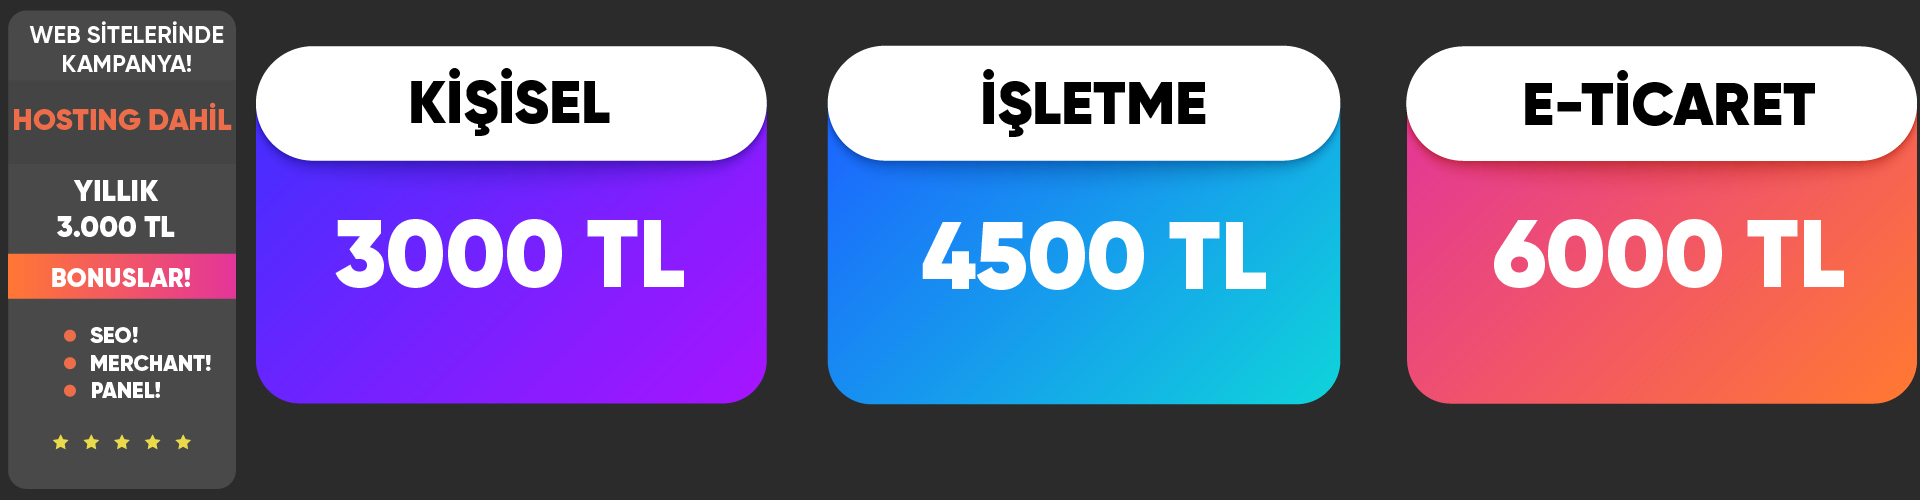 WEB SİTELERİNDE
KAMPANYA!
HOSTING DAHİL
YILLIK
3.000 TL
BONUSLAR!
SEO!
MERCHANT!
PANEL!
KİŞİSEL
3000 TL
İŞLETME
4500 TL
E-TİCARET
6000 TL